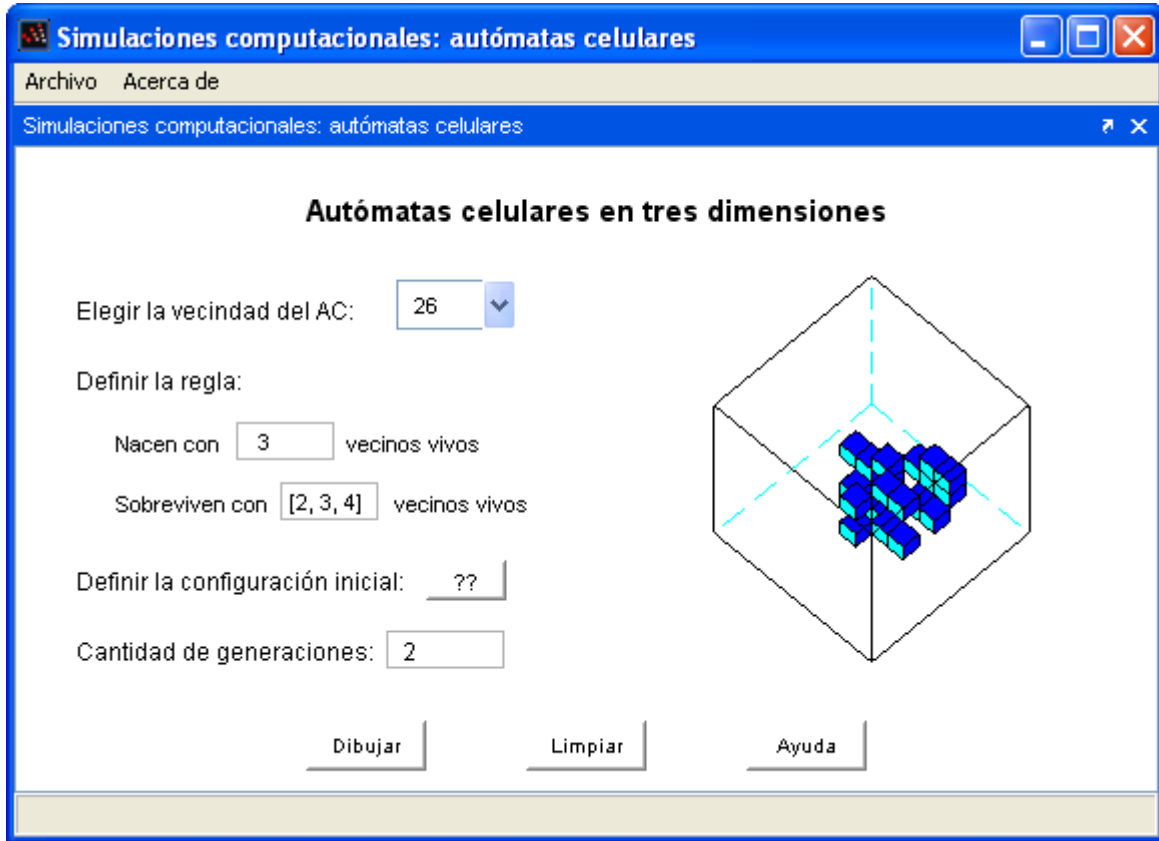 Simulaciones computacionales: autómatas celulares
Archivo Acerca de
Simulaciones computacionales: autómatas celulares
Autómatas celulares en tres dimensiones
Elegir la vecindad del AC: 26
Definir la regla:
Nacen con 3 vecinos vivos
Sobreviven con [2, 3, 4] vecinos vivos
Definir la configuración inicial: ??
Cantidad de generaciones: 2
Dibujar Limpiar Ayuda